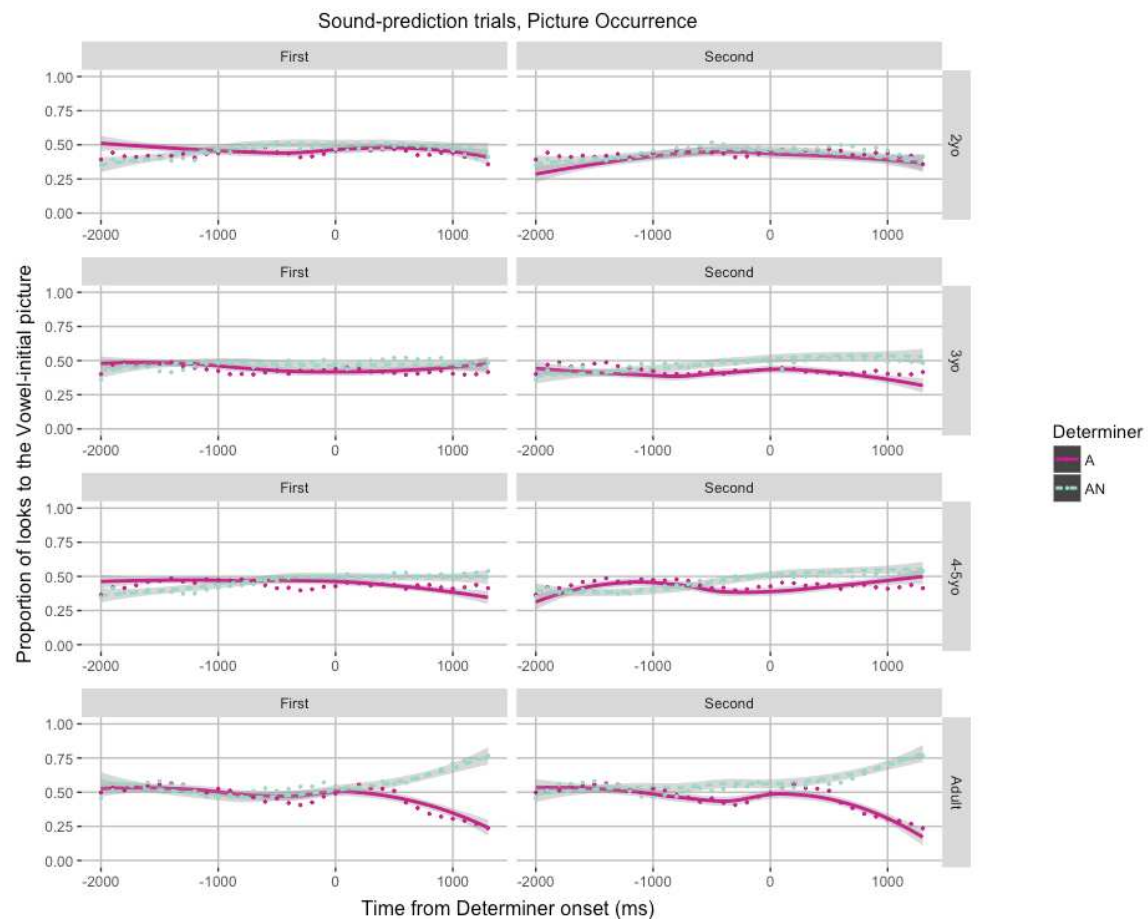 Sound-prediction trials, Picture Occurrence
First Second
1.00
0.75
0.50
0.25
0.00
2yo
-2000 -1000 0 1000 -2000 -1000 0 1000
First Second
1.00
0.75
0.50
0.25
0.00
3yo
-2000 -1000 0 1000 -2000 -1000 0 1000
First Second
1.00
0.75
0.50
0.25
0.00
4-5yo
-2000 -1000 0 1000 -2000 -1000 0 1000
First Second
1.00
0.75
0.50
0.25
0.00
Adult
-2000 -1000 0 1000 -2000 -1000 0 1000
Proportion of looks to the Vowel-initial picture
Time from Determiner onset (ms)
Determiner
A
AN